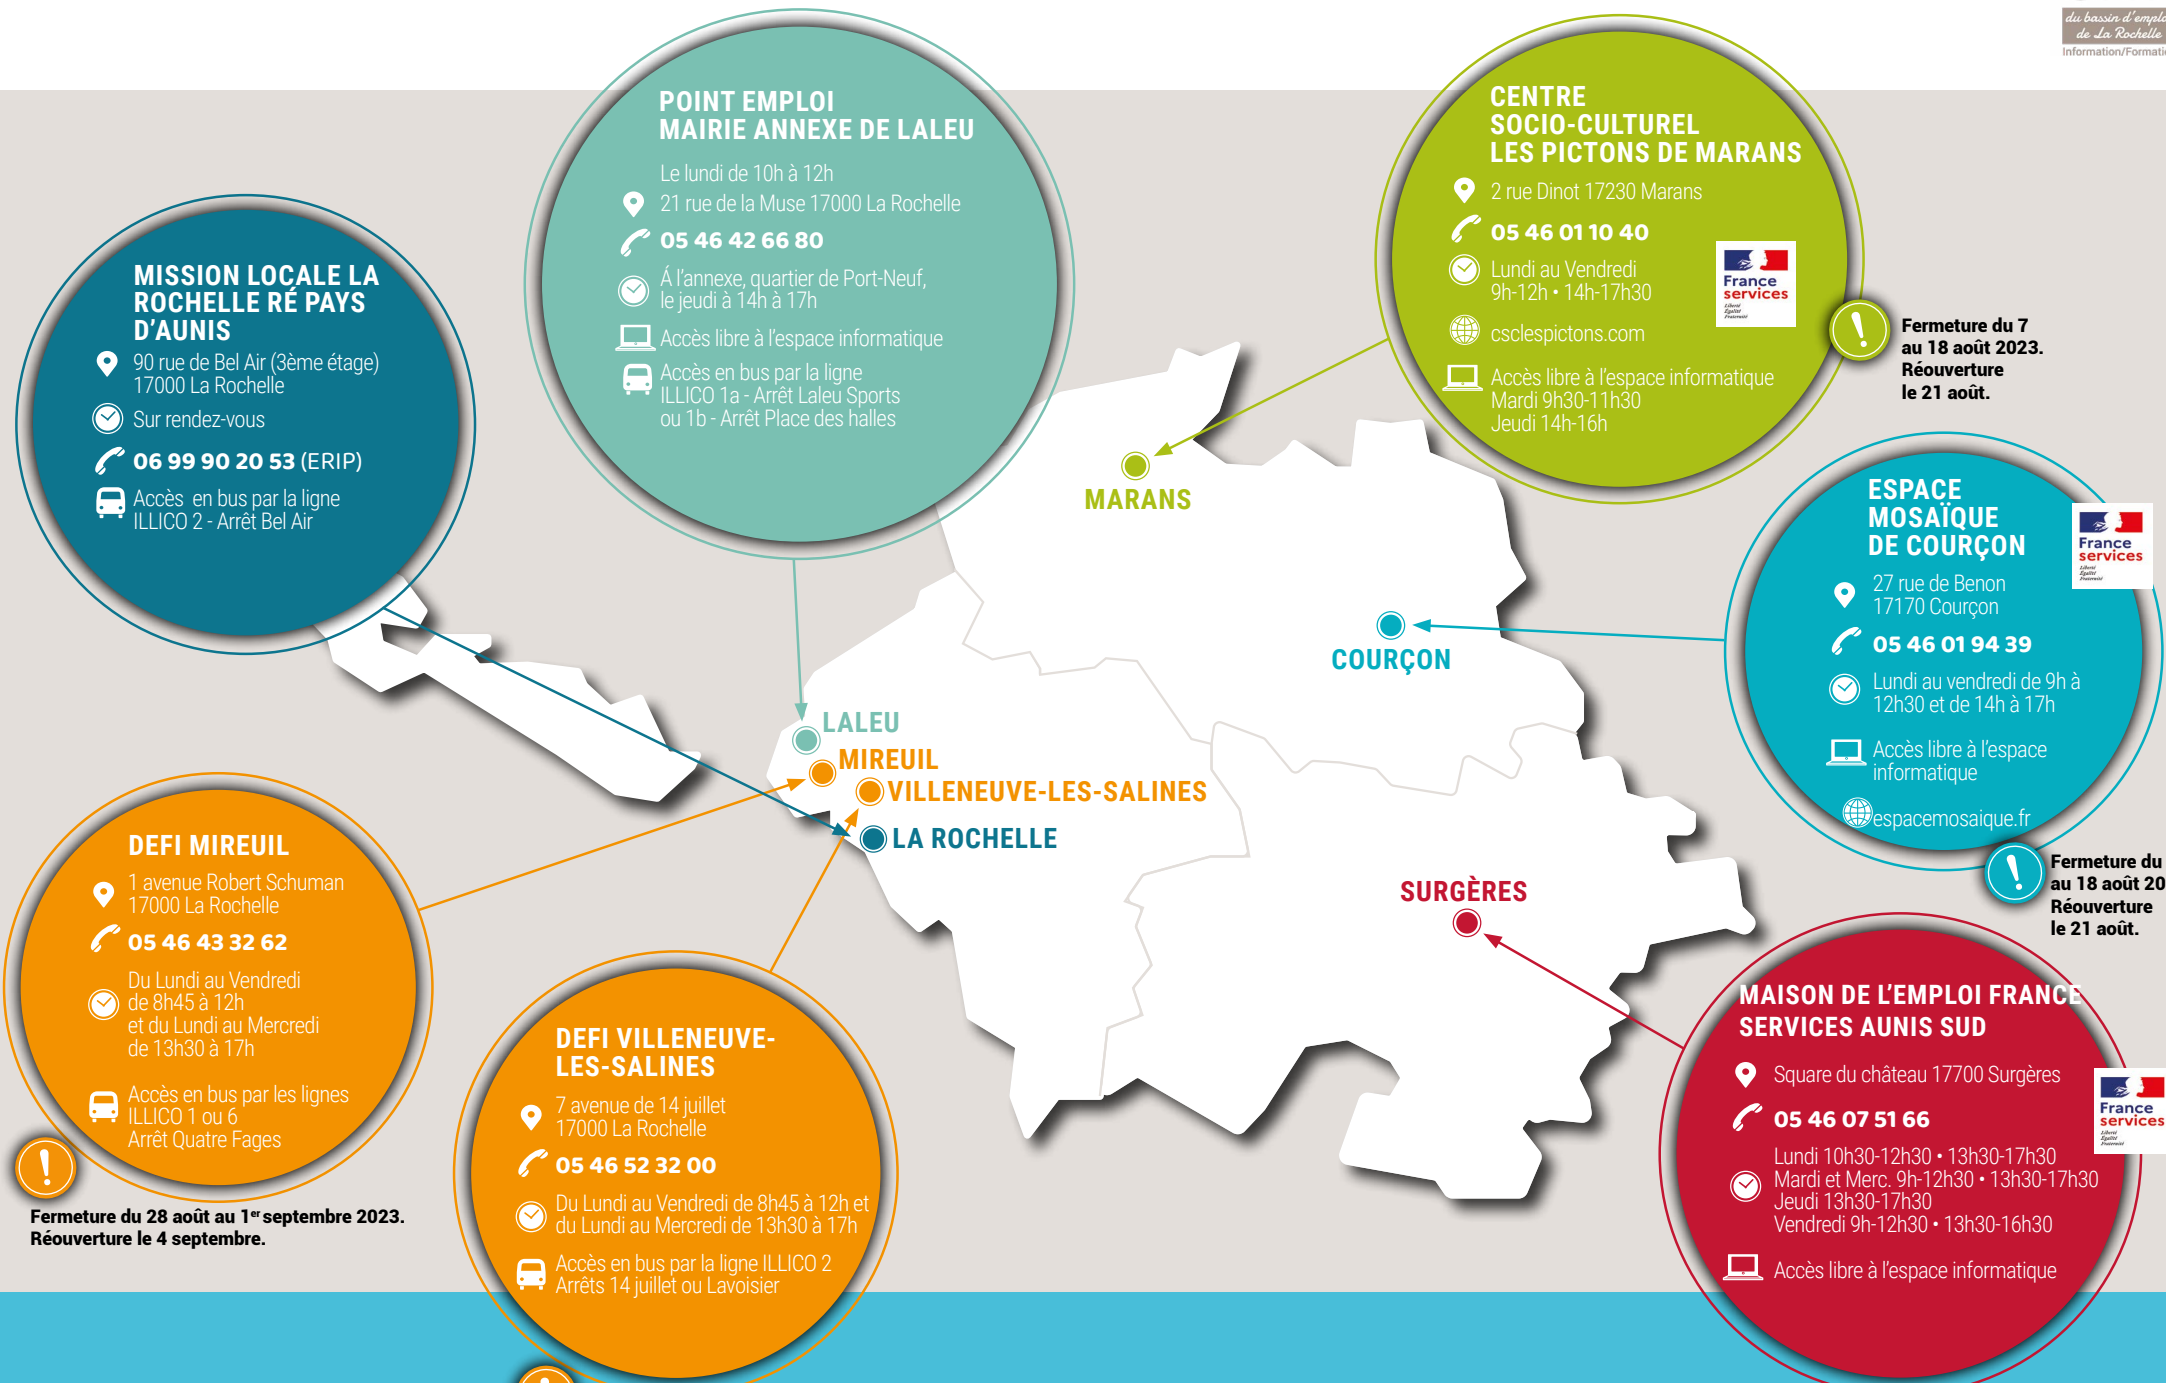 du bassin d'emplo
de La Rochelle
Information/Formati
POINT EMPLOI
MAIRIE ANNEXE DE LALEU
Le lundi de 10h à 12h
21 rue de la Muse 17000 La Rochelle
05 46 42 66 80
Á l'annexe, quartier de Port-Neuf,
le jeudi à 14h à 17h
Accès libre à l'espace informatique
Accès en bus par la ligne
ILLICO 1a - Arrêt Laleu Sports
ou 1b - Arrêt Place des halles
CENTRE
SOCIO-CULTUREL
LES PICTONS DE MARANS
2 rue Dinot 17230 Marans
05 46 01 10 40
Lundi au Vendredi
9h-12h • 14h-17h30
csclespictons.com
Accès libre à l'espace informatique
Mardi 9h30-11h30
Jeudi 14h-16h
France
services
Liberté
Égalité
Fraternité
Fermeture du 7
au 18 août 2023.
Réouverture
le 21 août.
MISSION LOCALE LA
ROCHELLE RÉ PAYS
D'AUNIS
90 rue de Bel Air (3ème étage)
17000 La Rochelle
Sur rendez-vous
06 99 90 20 53 (ERIP)
Accès en bus par la ligne
ILLICO 2 - Arrêt Bel Air
ESPACE
MOSAÏQUE
DE COURÇON
27 rue de Benon
17170 Courçon
05 46 01 94 39
Lundi au vendredi de 9h à
12h30 et de 14h à 17h
Accès libre à l'espace
informatique
espacemosaique.fr
France
services
Liberté
Égalité
Fraternité
Fermeture du
au 18 août 20
Réouverture
le 21 août.
MARANS
COURÇON
LALEU
MIREUIL
VILLENEUVE-LES-SALINES
LA ROCHELLE
SURGÈRES
DEFI MIREUIL
1 avenue Robert Schuman
17000 La Rochelle
05 46 43 32 62
Du Lundi au Vendredi
de 8h45 à 12h
et du Lundi au Mercredi
de 13h30 à 17h
Accès en bus par les lignes
ILLICO 1 ou 6
Arrêt Quatre Fages
Fermeture du 28 août au 1er septembre 2023.
Réouverture le 4 septembre.
DEFI VILLENEUVE-
LES-SALINES
7 avenue de 14 juillet
17000 La Rochelle
05 46 52 32 00
Du Lundi au Vendredi de 8h45 à 12h et
du Lundi au Mercredi de 13h30 à 17h
Accès en bus par la ligne ILLICO 2
Arrêts 14 juillet ou Lavoisier
MAISON DE L'EMPLOI FRANCE
SERVICES AUNIS SUD
Square du château 17700 Surgères
05 46 07 51 66
Lundi 10h30-12h30 • 13h30-17h30
Mardi et Merc. 9h-12h30 • 13h30-17h30
Jeudi 13h30-17h30
Vendredi 9h-12h30 • 13h30-16h30
Accès libre à l'espace informatique
France
services
Liberté
Égalité
Fraternité